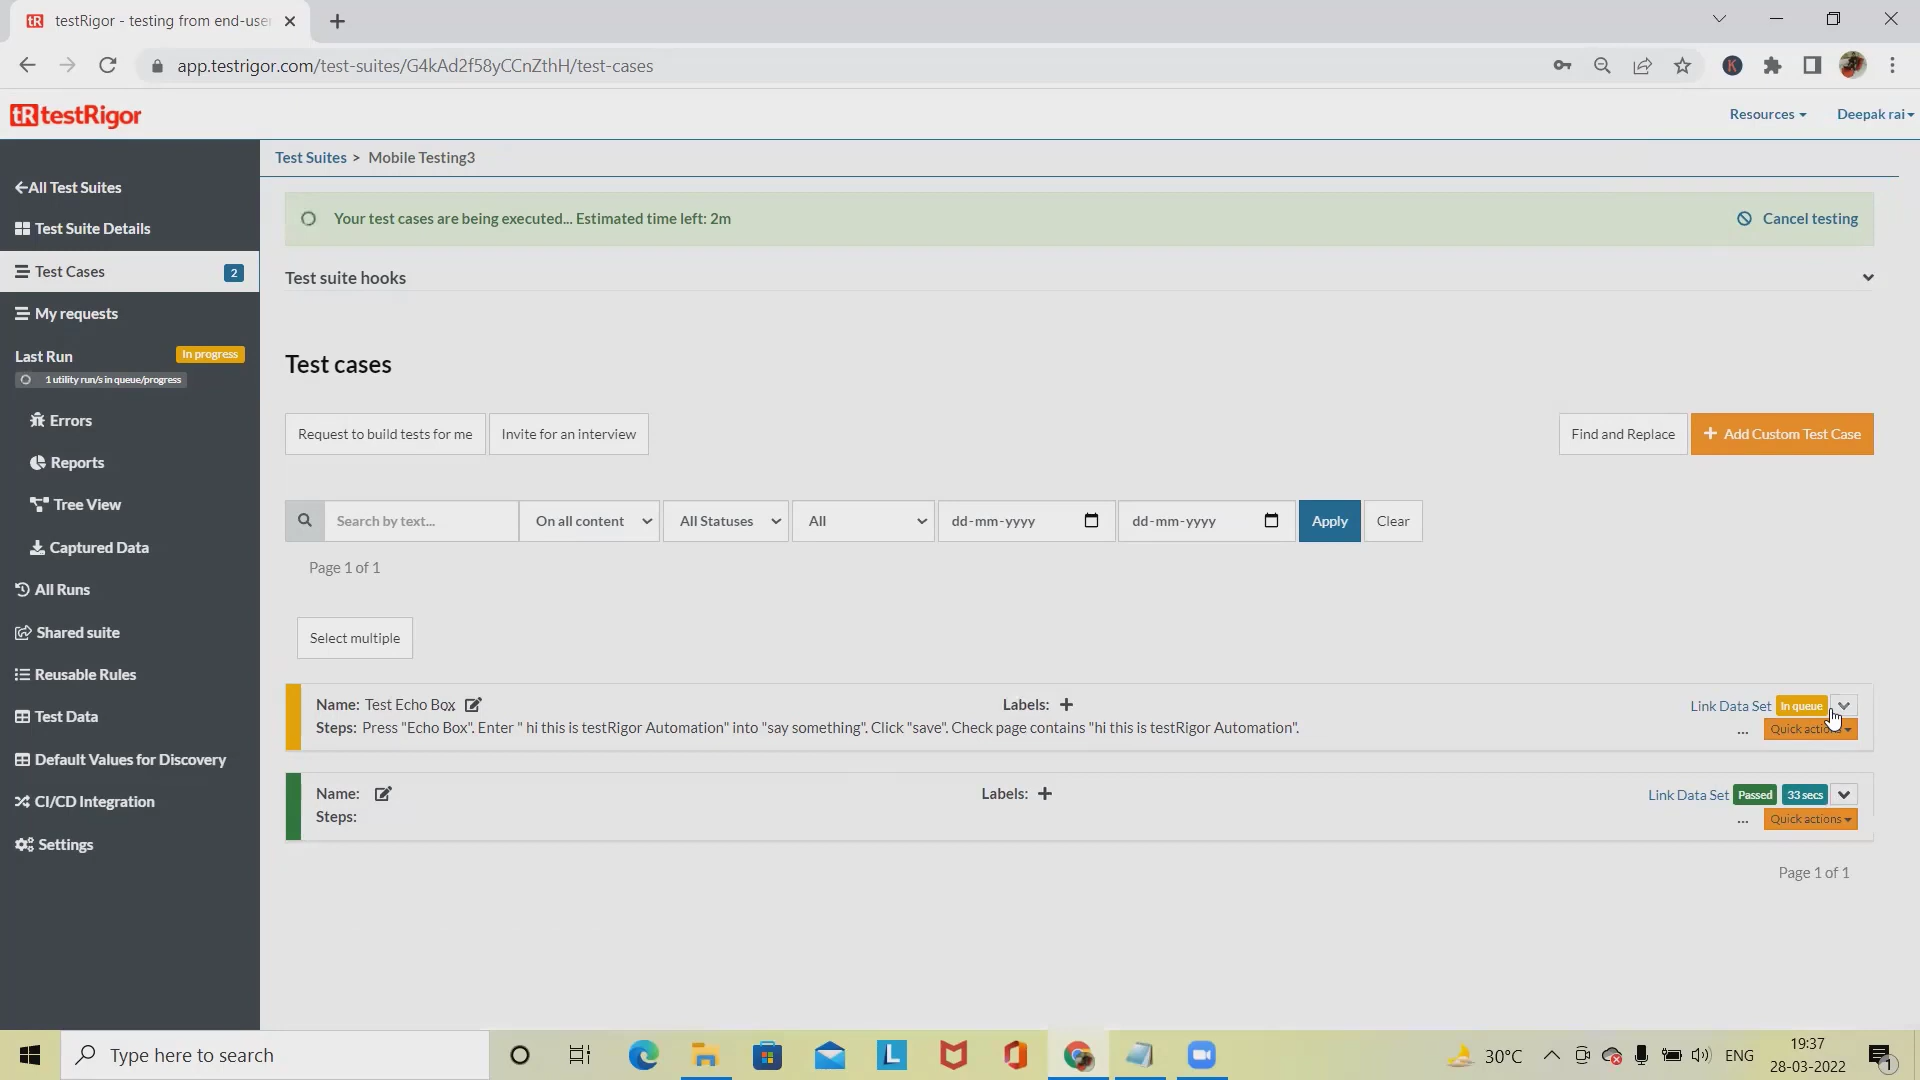 testRigor - testing from end-user
app.testrigor.com/test-suites/G4kAd2f58yCCnZthH/test-cases
K
tR testRigor
Resources
Deepak rai
All Test Suites
Test Suite Details
Test Cases
2
My requests
Last Run
In progress
1 utility run/s in queue/progress
Errors
Reports
Tree View
Captured Data
All Runs
Shared suite
Reusable Rules
Test Data
Default Values for Discovery
CI/CD Integration
Settings
Test Suites > Mobile Testing3
Your test cases are being executed... Estimated time left: 2m
Cancel testing
Test suite hooks
Test cases
Request to build tests for me
Invite for an interview
Find and Replace
+ Add Custom Test Case
Search by text...
On all content
All Statuses
All
dd-mm-yyyy
dd-mm-yyyy
Apply
Clear
Page 1 of 1
Select multiple
Name: Test Echo Box
Labels: +
Link Data Set
In queue
Steps: Press "Echo Box". Enter " hi this is testRigor Automation" into "say something". Click "save". Check page contains "hi this is testRigor Automation".
...
Quick actions
Name:
Labels: +
Link Data Set
Passed
33 secs
Steps:
...
Quick actions
Page 1 of 1
Type here to search
L
30°C
ENG
19:37
28-03-2022
1